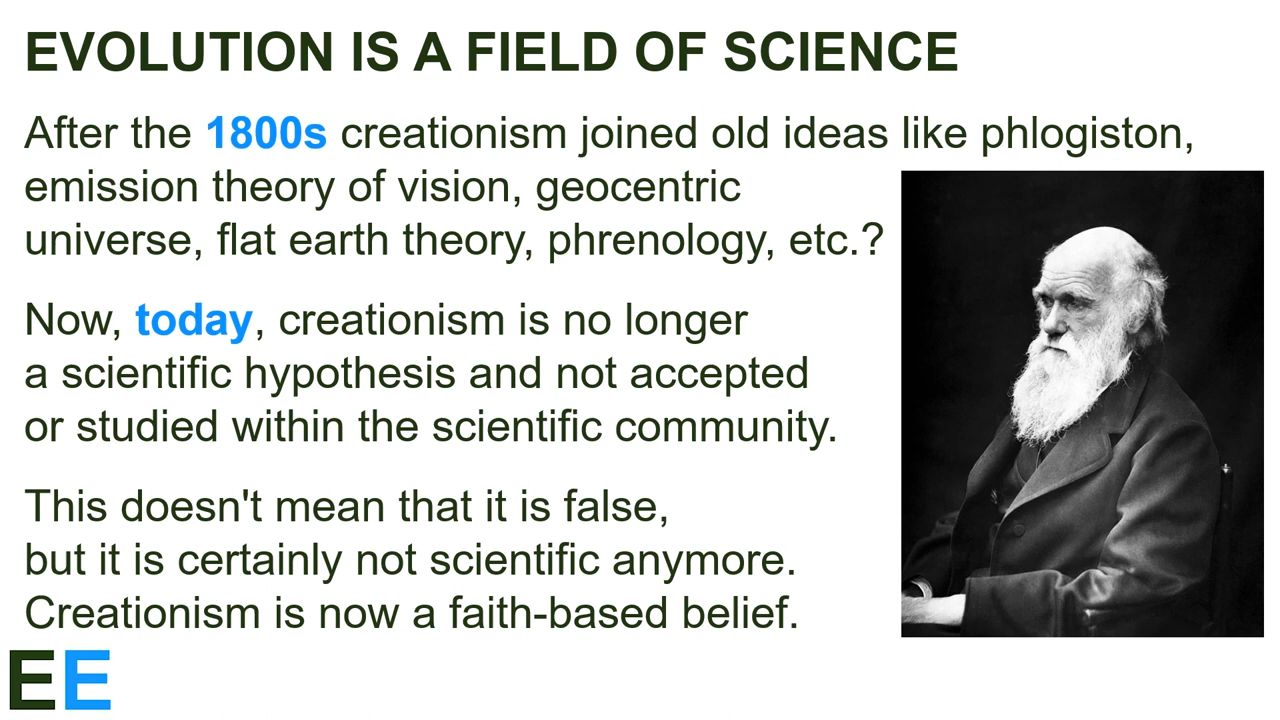 EVOLUTION IS A FIELD OF SCIENCE
After the 1800s creationism joined old ideas like phlogiston,
emission theory of vision, geocentric
universe, flat earth theory, phrenology, etc.?
Now, today, creationism is no longer
a scientific hypothesis and not accepted
or studied within the scientific community.
This doesn't mean that it is false,
but it is certainly not scientific anymore.
Creationism is now a faith-based belief.
EE